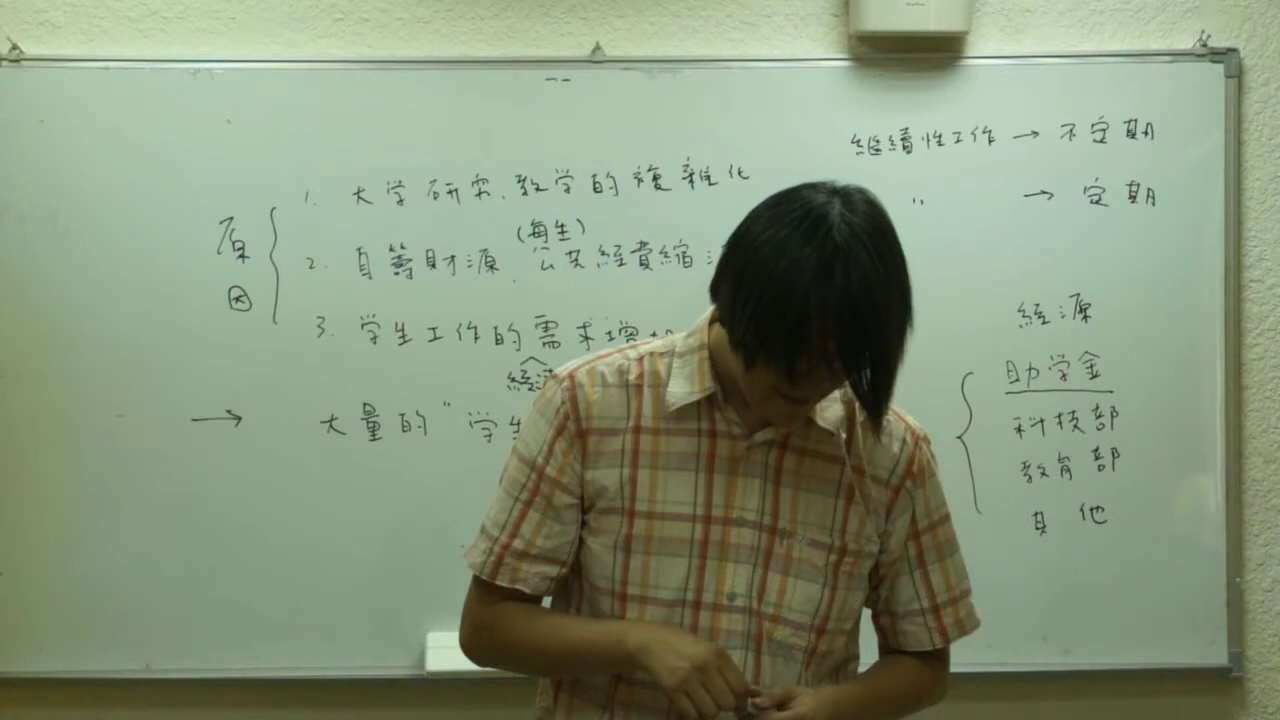 原因
1. 大学研究、教学的複雜化
(每生)
2. 自籌財源、公共經費縮
3. 学生工作的需求增
經濟
→ 大量的“学生
繼續性工作 → 不定期
〃 → 定期
經源
助学金
科技部
教育部
其他